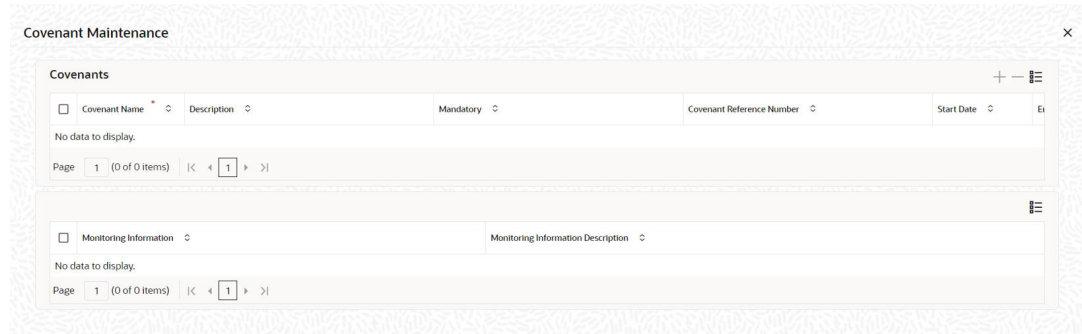 Covenant Maintenance
Covenants
Covenant Name * Description Mandatory Covenant Reference Number Start Date
No data to display.
Page 1 (0 of 0 items) 1
Monitoring Information Monitoring Information Description
No data to display.
Page 1 (0 of 0 items) 1